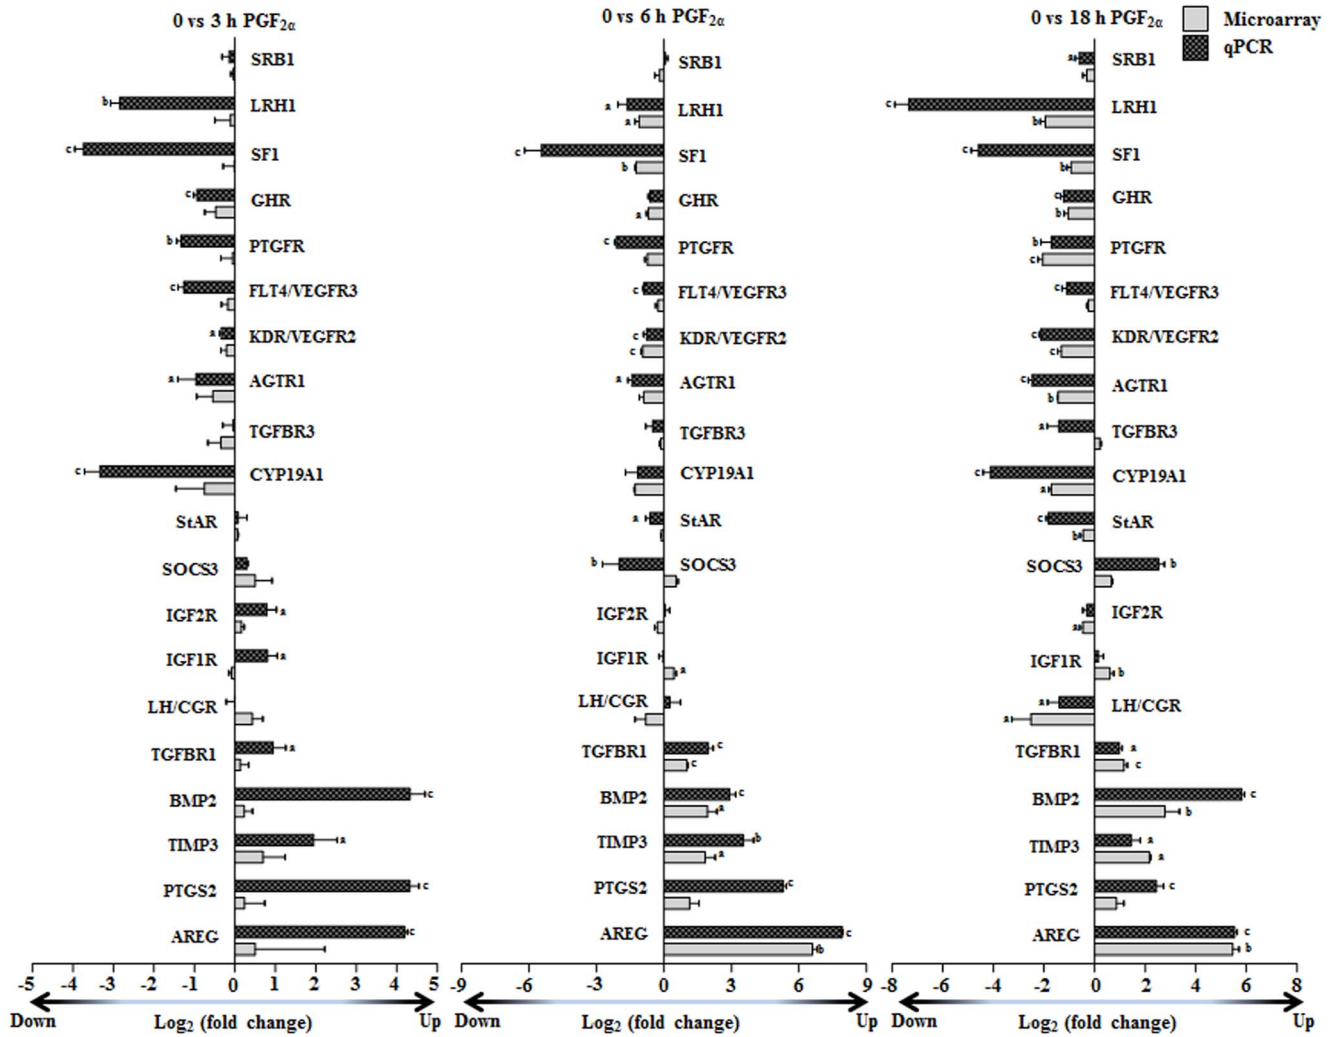 0 vs 3 h PGF2α
SRB1
b LRH1
c SF1
c GHR
b PTGFR
c FLT4/VEGFR3
a KDR/VEGFR2
a AGTR1
TGFBR3
c CYP19A1
StAR
SOCS3
IGF2R a
IGF1R a
LH/CGR
TGFBR1 a
BMP2 c
TIMP3 a
PTGS2 c
AREG c
-5 -4 -3 -2 -1 0 1 2 3 4 5
Down Log2 (fold change) Up
0 vs 6 h PGF2α
SRB1
a LRH1
a
c SF1
b
GHR
a
c PTGFR
c FLT4/VEGFR3
c KDR/VEGFR2
c
a AGTR1
TGFBR3
CYP19A1
a StAR
b SOCS3
IGF2R
IGF1R
a
LH/CGR
TGFBR1 c
c
BMP2 c
a
TIMP3 b
a
PTGS2 c
AREG c
b
-9 -6 -3 0 3 6 9
Down Log2 (fold change) Up
0 vs 18 h PGF2α
Microarray
qPCR
a SRB1
c LRH1
b
c SF1
b
c GHR
b
b PTGFR
c
c FLT4/VEGFR3
c KDR/VEGFR2
c
c AGTR1
b
a TGFBR3
c CYP19A1
a
c StAR
b
SOCS3 b
IGF2R
a
IGF1R
b
a LH/CGR
a
TGFBR1 a
c
BMP2 c
b
TIMP3 a
a
PTGS2 c
AREG c
b
-8 -6 -4 -2 0 2 4 6 8
Down Log2 (fold change) Up